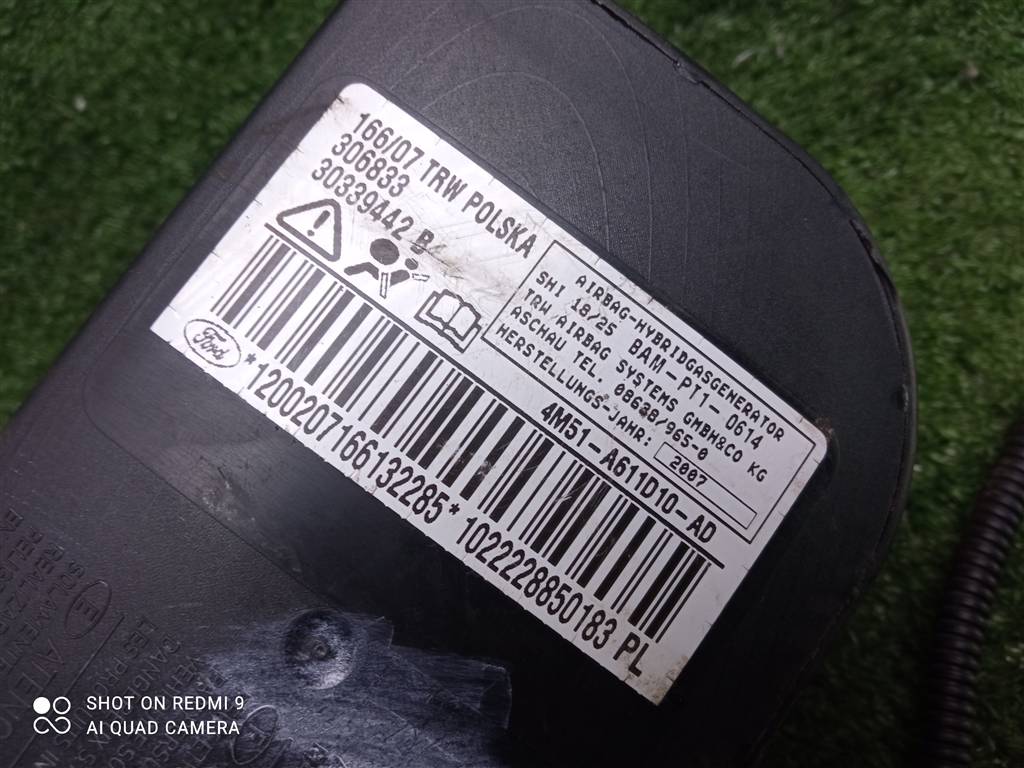 166/07 TRW POLSKA
306833
30339442 B
AIRBAG-HYBRIDGASGENERATOR
SHI 18/25 BAM-PT1-0614
TRW AIRBAG SYSTEMS GMBH&CO KG
ASCHAU TEL. 08638/965-0
HERSTELLUNGS-JAHR: 2007
4M51-A611D10-AD
Ford
*1200207166132285*1022228850183 PL
SHOT ON REDMI 9
AI QUAD CAMERA